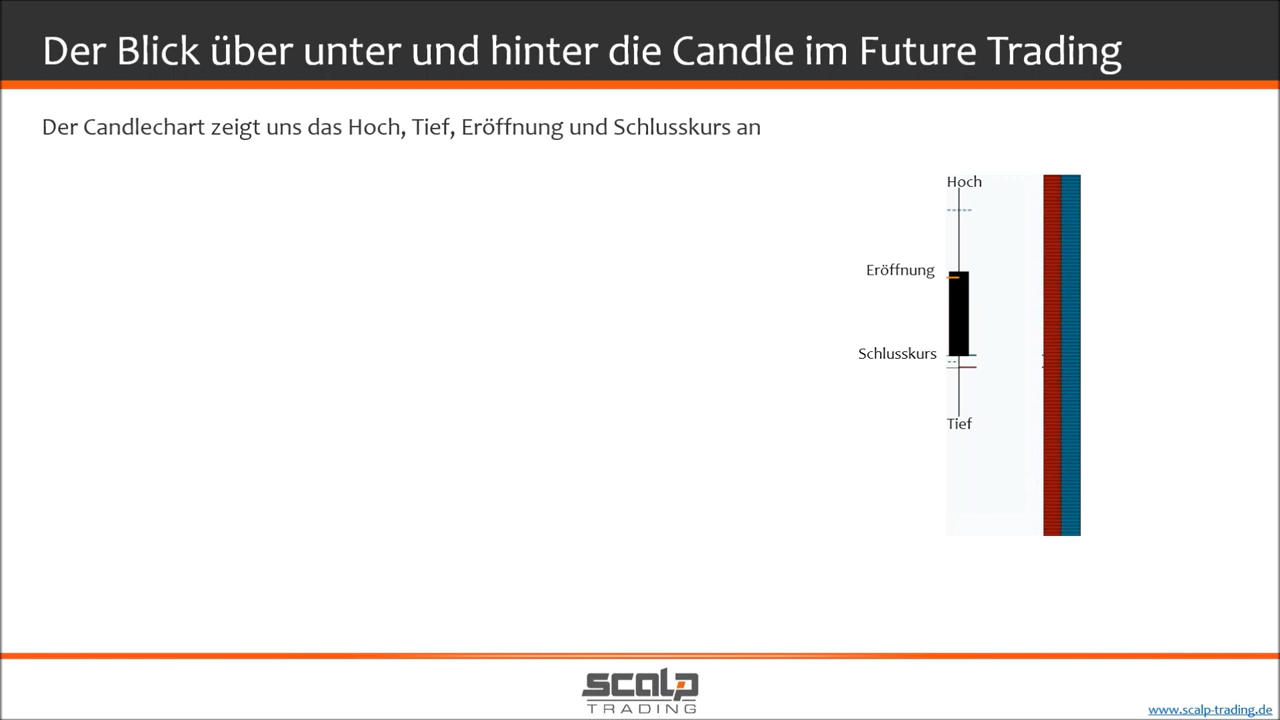 Der Blick über unter und hinter die Candle im Future Trading
Der Candlechart zeigt uns das Hoch, Tief, Eröffnung und Schlusskurs an
Hoch
Eröffnung
Schlusskurs
Tief
scalp
TRADING
www.scalp-trading.de